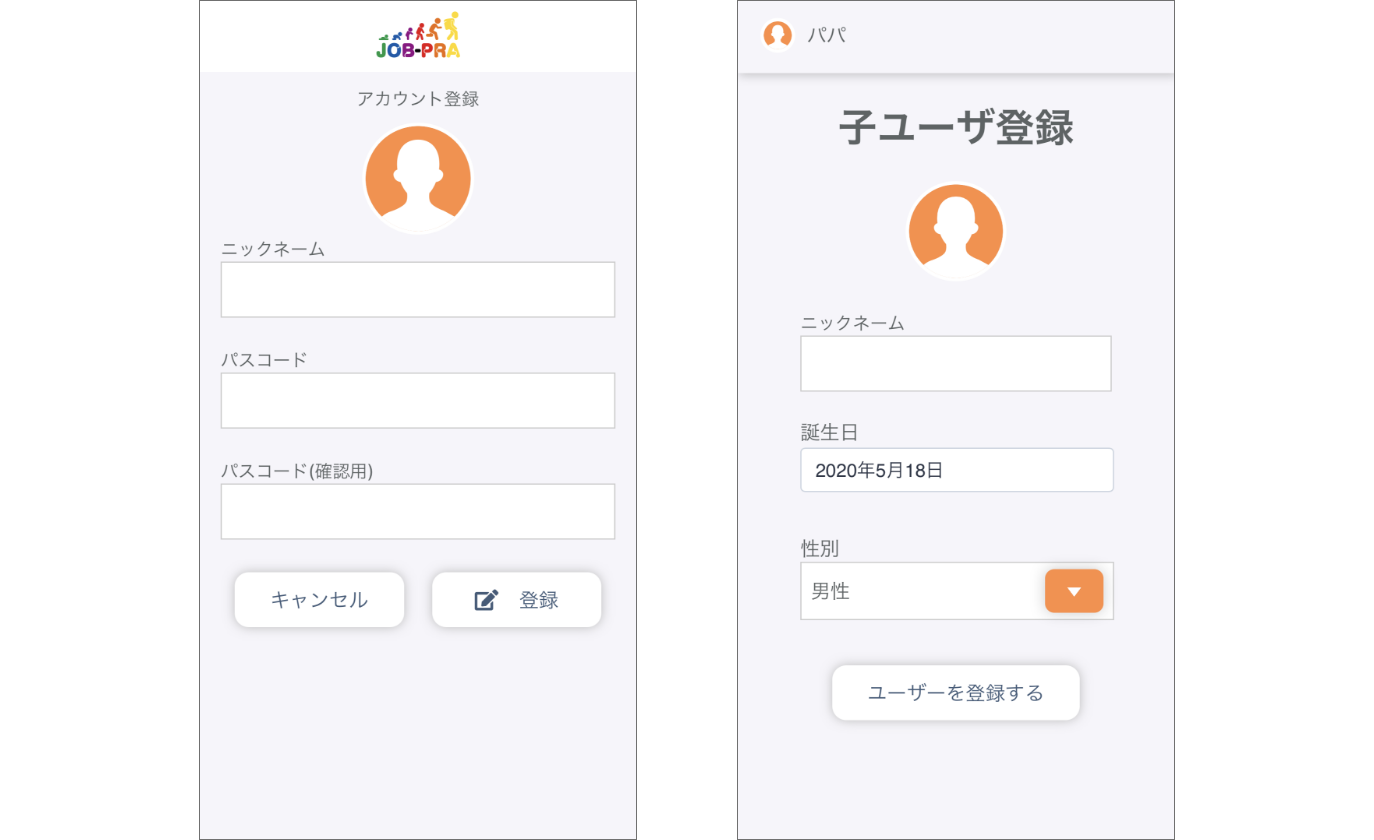 JOB-PRA
アカウント登録
ニックネーム
パスコード
パスコード(確認用)
キャンセル
登録
パパ
子ユーザ登録
ニックネーム
誕生日
2020年5月18日
性別
男性
ユーザーを登録する